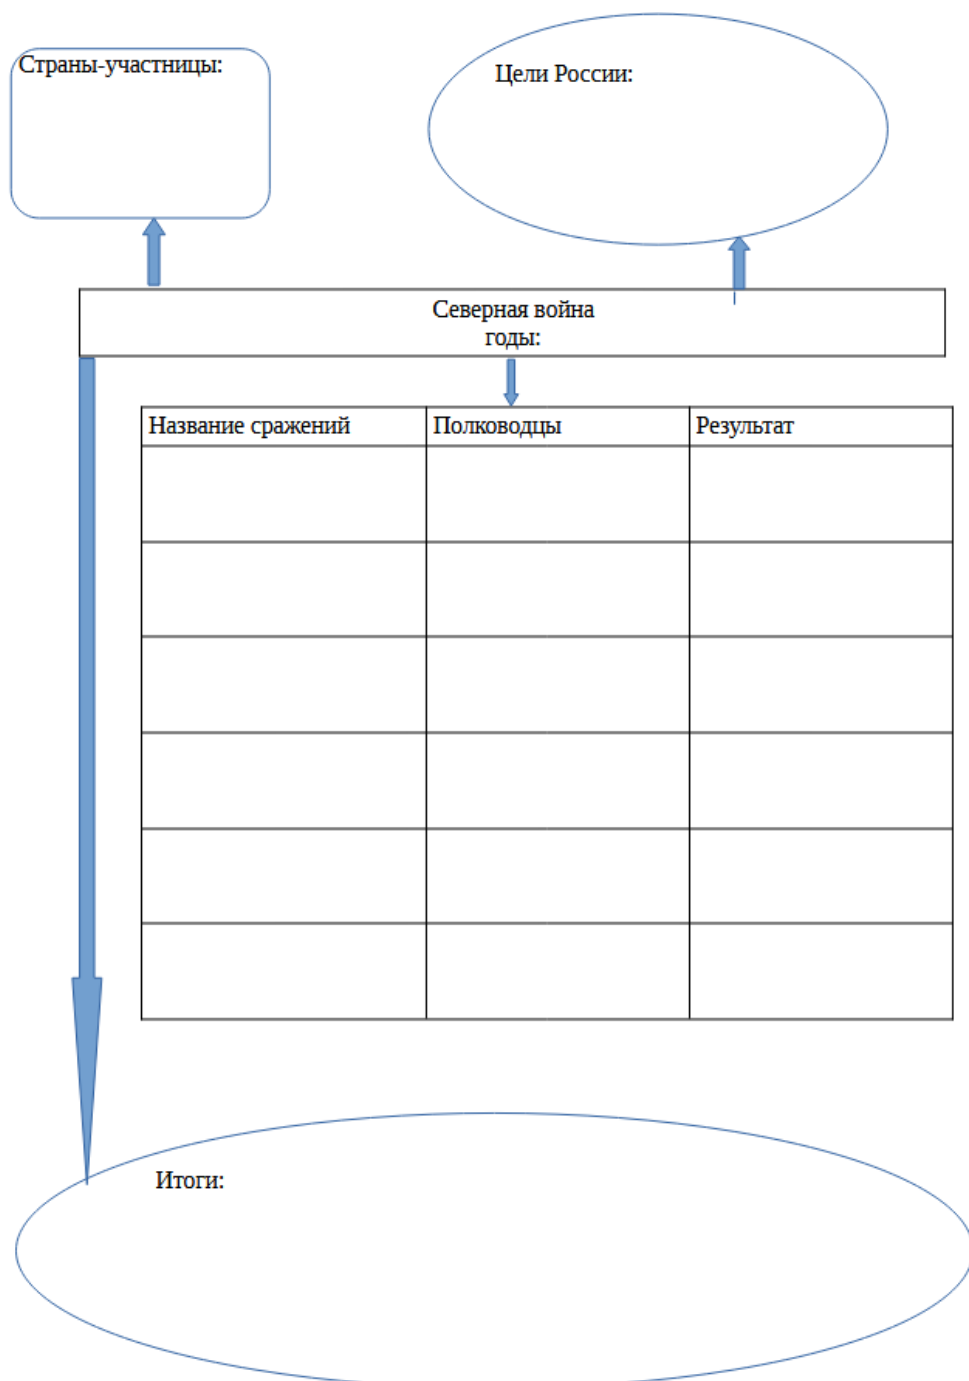 Страны-участницы:
Цели России:
Северная война
годы:
Название сражений
Полководцы
Результат
Итоги: